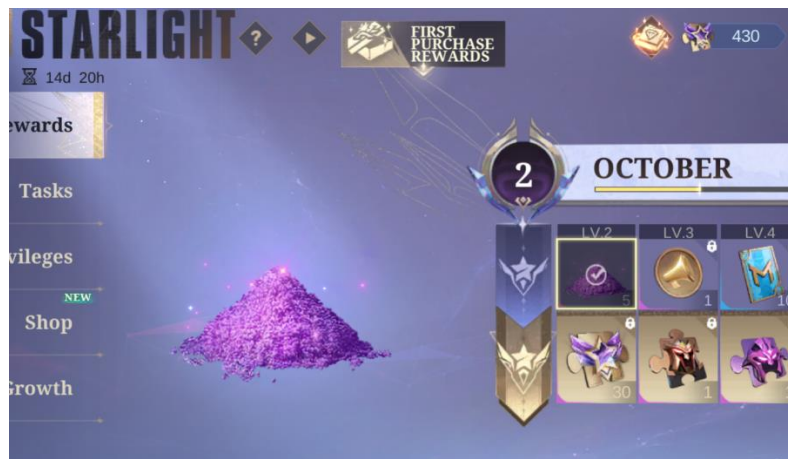 STARLIGHT
?
FIRST
PURCHASE
REWARDS
430
14d 20h
ewards
Tasks
vileges
NEW
Shop
Growth
2
OCTOBER
LV.2
LV.3
LV.4
5
1
10
30
1